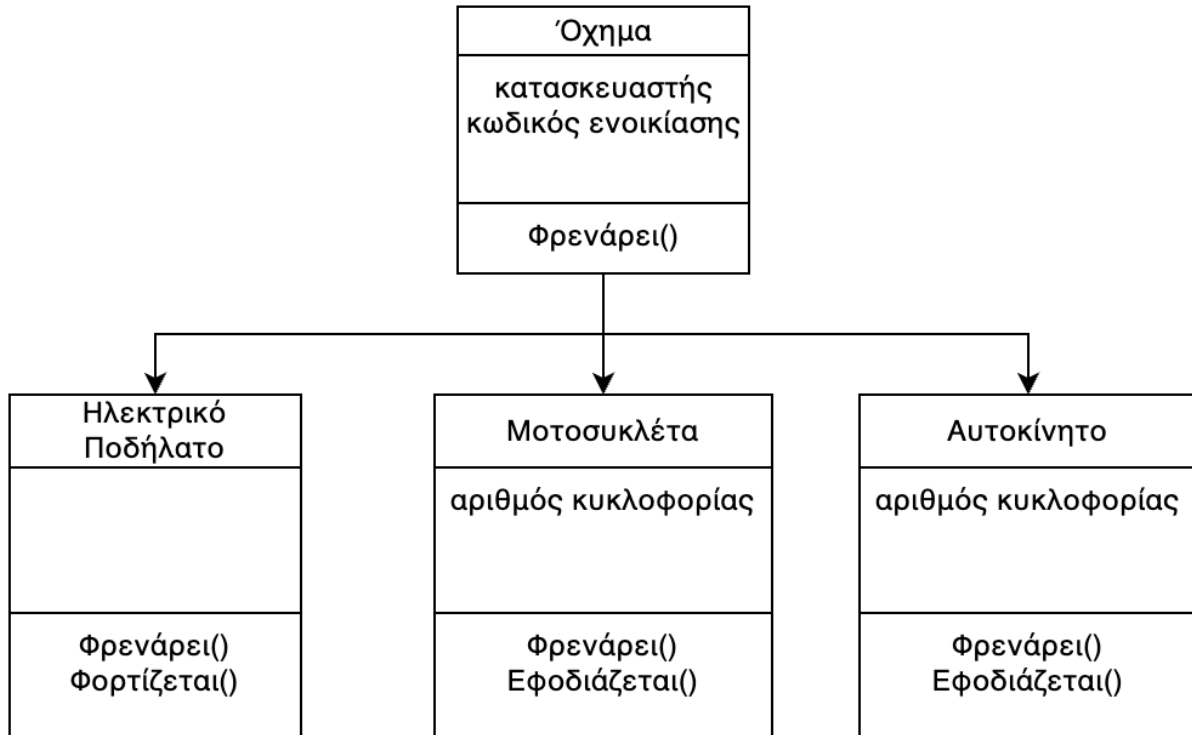 Όχημα
κατασκευαστής
κωδικός ενοικίασης
Φρενάρει()
Ηλεκτρικό
Ποδήλατο
Φρενάρει()
Φορτίζεται()
Μοτοσυκλέτα
αριθμός κυκλοφορίας
Φρενάρει()
Εφοδιάζεται()
Αυτοκίνητο
αριθμός κυκλοφορίας
Φρενάρει()
Εφοδιάζεται()